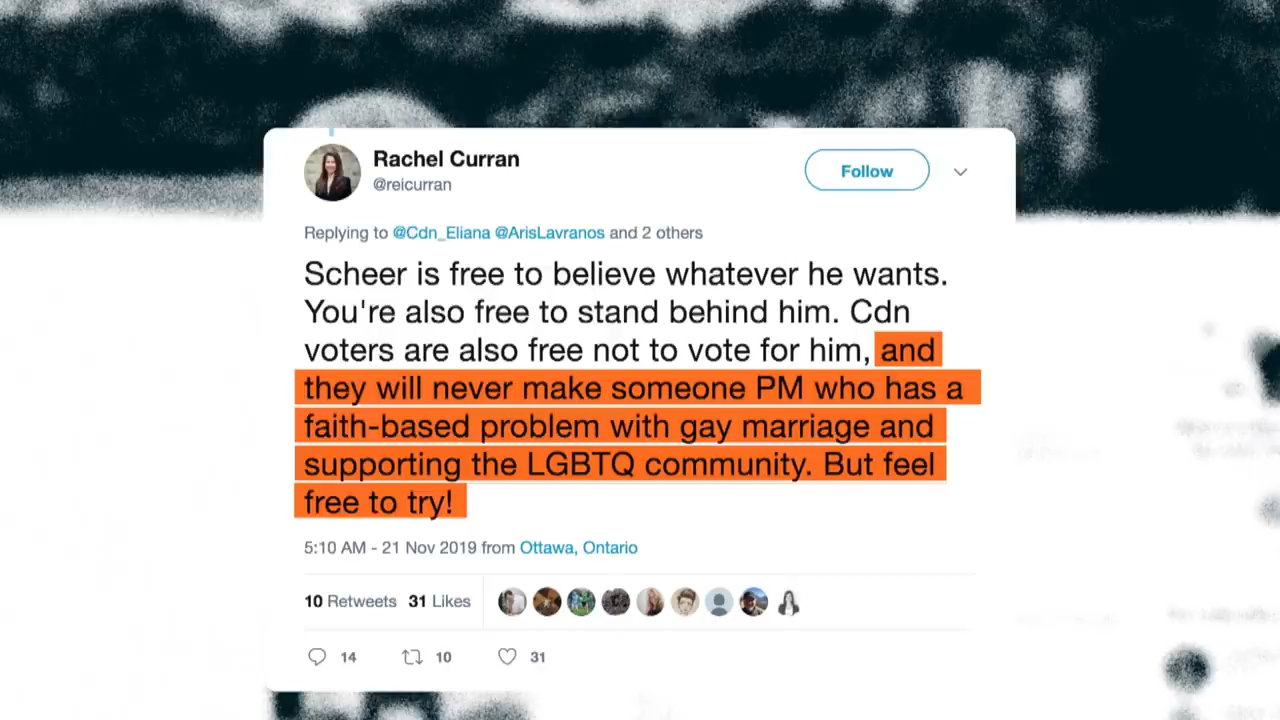 Rachel Curran
@reicurran
Follow
Replying to @Cdn_Eliana @ArisLavranos and 2 others
Scheer is free to believe whatever he wants.
You're also free to stand behind him. Cdn
voters are also free not to vote for him, and
they will never make someone PM who has a
faith-based problem with gay marriage and
supporting the LGBTQ community. But feel
free to try!
5:10 AM - 21 Nov 2019 from Ottawa, Ontario
10 Retweets 31 Likes
14 10 31